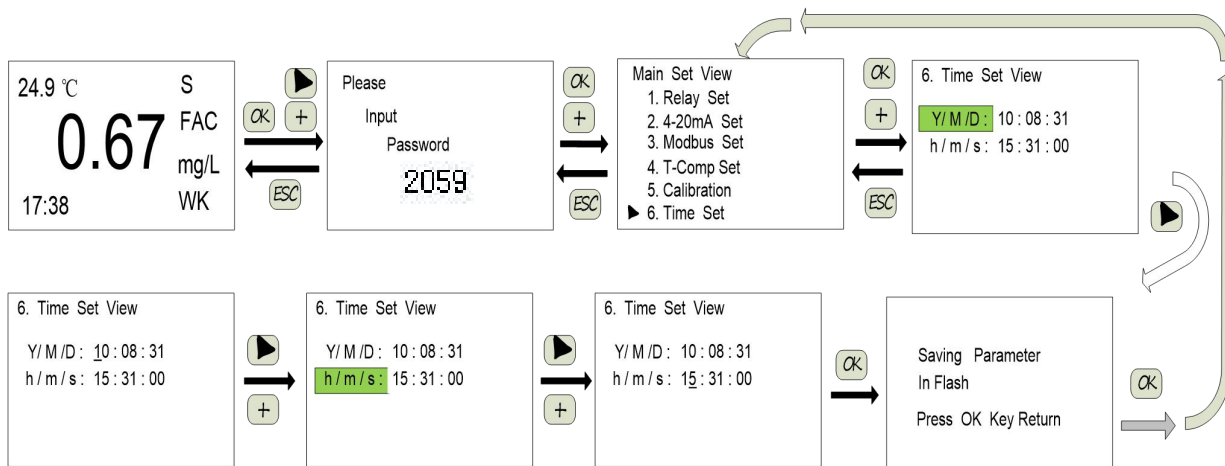 24.9 ℃ S
0.67 FAC
mg/L
17:38 WK
OK +
ESC
Please
Input
Password
2059
OK
+
ESC
Main Set View
1. Relay Set
2. 4-20mA Set
3. Modbus Set
4. T-Comp Set
5. Calibration
6. Time Set
OK
+
ESC
6. Time Set View
Y/ M /D : 10 : 08 : 31
h / m / s : 15 : 31 : 00
6. Time Set View
Y/ M /D : 10 : 08 : 31
h / m / s : 15 : 31 : 00
+
6. Time Set View
Y/ M /D : 10 : 08 : 31
h / m / s : 15 : 31 : 00
+
6. Time Set View
Y/ M /D : 10 : 08 : 31
h / m / s : 15 : 31 : 00
OK
Saving Parameter
In Flash
Press OK Key Return
OK